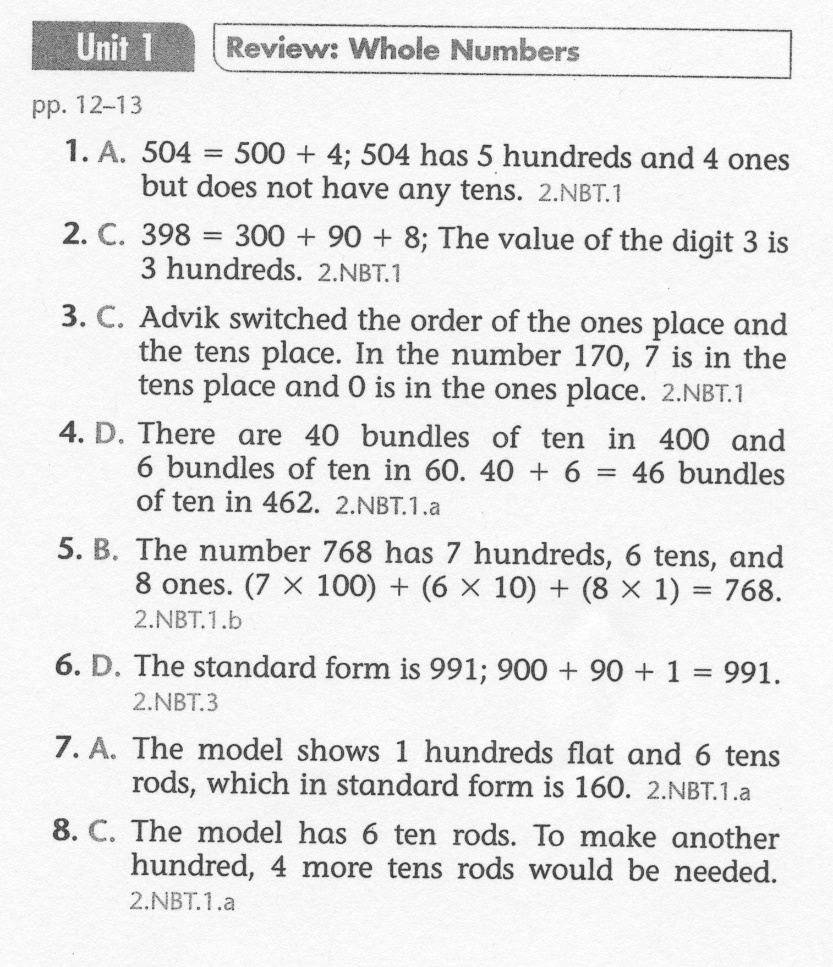 Unit 1
Review: Whole Numbers
pp. 12–13
1. A. 504 = 500 + 4; 504 has 5 hundreds and 4 ones
but does not have any tens. 2.NBT.1
2. C. 398 = 300 + 90 + 8; The value of the digit 3 is
3 hundreds. 2.NBT.1
3. C. Advik switched the order of the ones place and
the tens place. In the number 170, 7 is in the
tens place and 0 is in the ones place. 2.NBT.1
4. D. There are 40 bundles of ten in 400 and
6 bundles of ten in 60. 40 + 6 = 46 bundles
of ten in 462. 2.NBT.1.a
5. B. The number 768 has 7 hundreds, 6 tens, and
8 ones. (7 × 100) + (6 × 10) + (8 × 1) = 768.
2.NBT.1.b
6. D. The standard form is 991; 900 + 90 + 1 = 991.
2.NBT.3
7. A. The model shows 1 hundreds flat and 6 tens
rods, which in standard form is 160. 2.NBT.1.a
8. C. The model has 6 ten rods. To make another
hundred, 4 more tens rods would be needed.
2.NBT.1.a